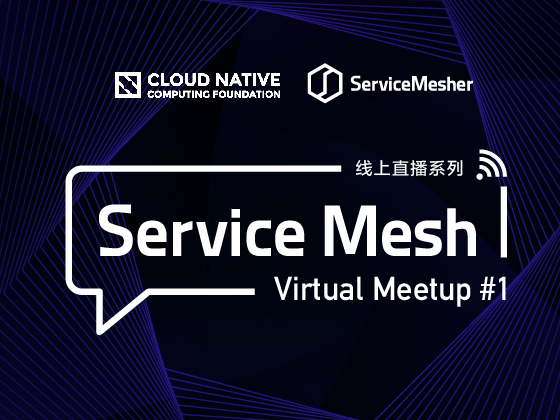 CLOUD NATIVE
COMPUTING FOUNDATION
ServiceMesher
线上直播系列
Service Mesh
Virtual Meetup #1